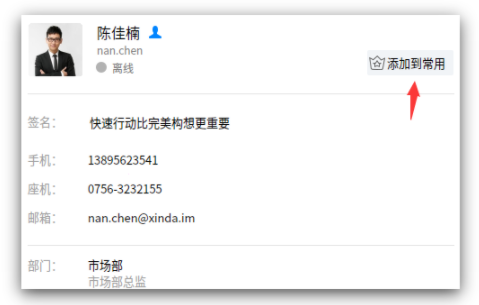 陈佳楠
nan.chen
离线
添加到常用
签名： 快速行动比完美构想更重要
手机： 13895623541
座机： 0756-3232155
邮箱： nan.chen@xinda.im
部门： 市场部
市场部总监